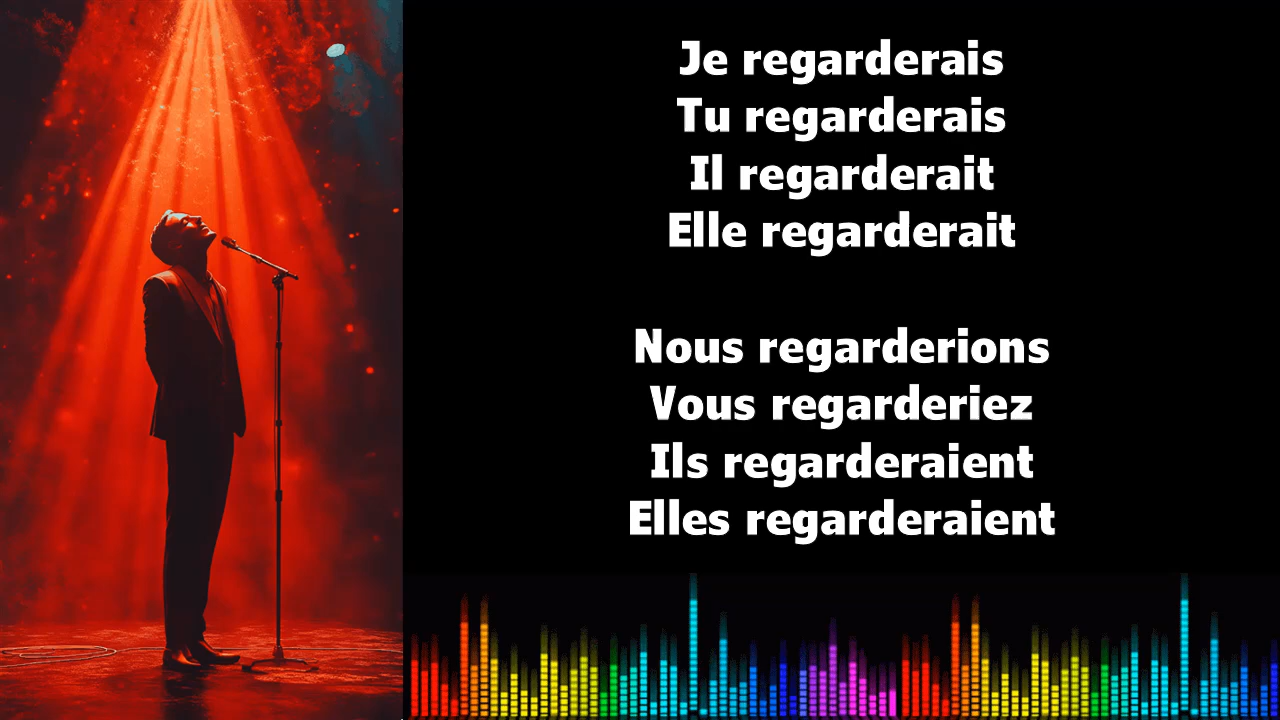 Je regarderais
Tu regarderais
Il regarderait
Elle regarderait
Nous regarderions
Vous regarderiez
Ils regarderaient
Elles regarderaient